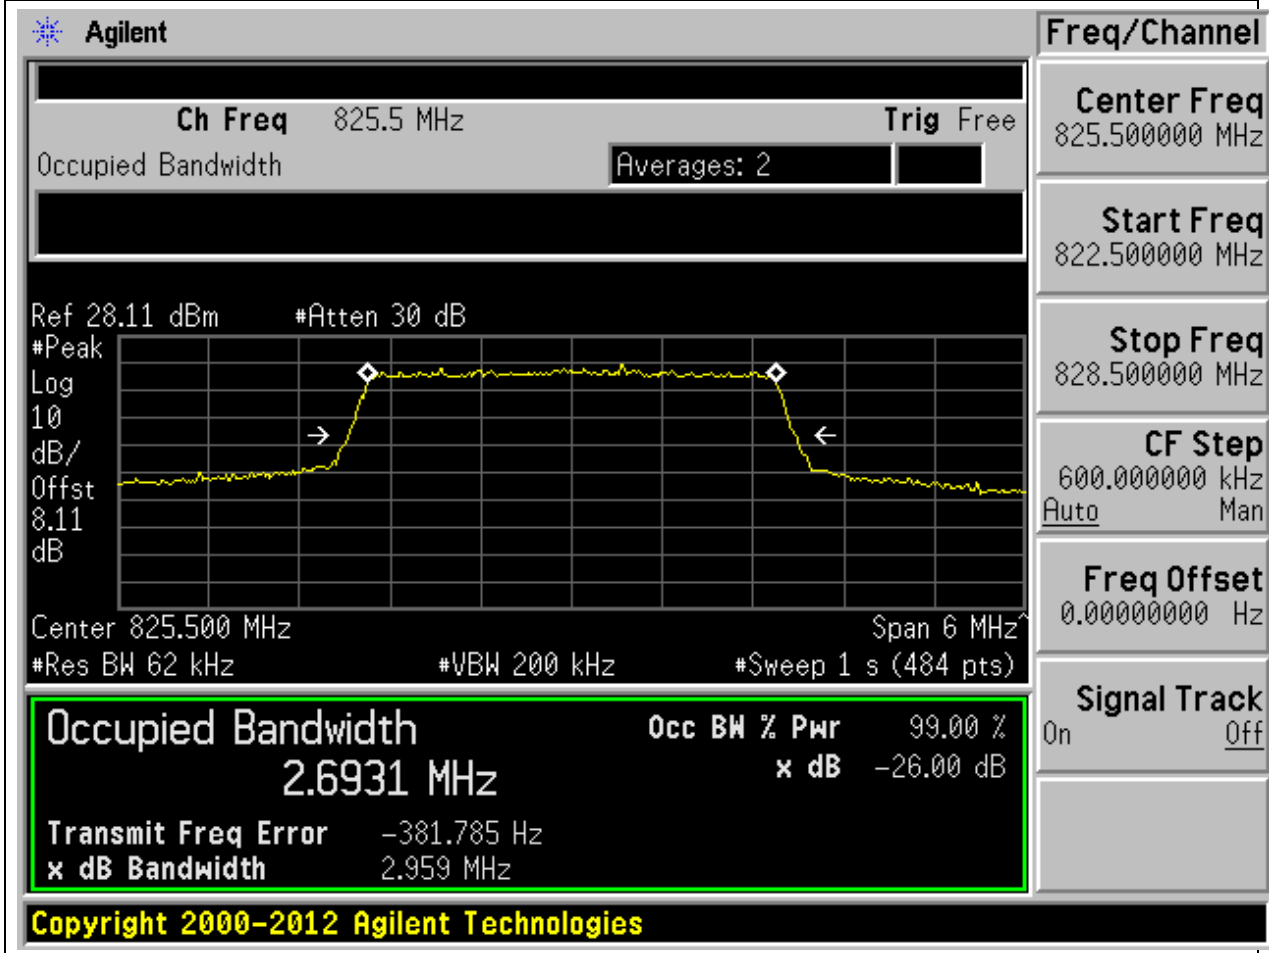 Agilent
Freq/Channel
Ch Freq 825.5 MHz Trig Free
Occupied Bandwidth Averages: 2
Center Freq
825.500000 MHz
Start Freq
822.500000 MHz
Stop Freq
828.500000 MHz
CF Step
600.000000 kHz
Auto Man
Freq Offset
0.00000000 Hz
Signal Track
On Off
Ref 28.11 dBm #Atten 30 dB
#Peak
Log
10
dB/
Offst
8.11
dB
Center 825.500 MHz Span 6 MHz^
#Res BW 62 kHz #VBW 200 kHz #Sweep 1 s (484 pts)
Occupied Bandwidth Occ BW % Pwr 99.00 %
2.6931 MHz x dB -26.00 dB
Transmit Freq Error -381.785 Hz
x dB Bandwidth 2.959 MHz
Copyright 2000-2012 Agilent Technologies